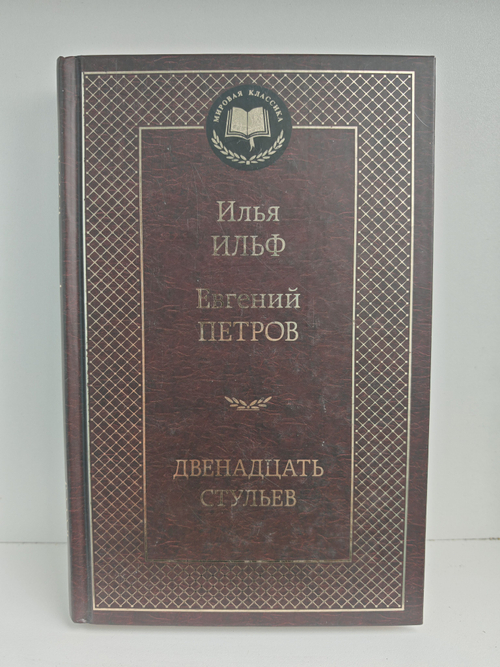 МИРОВАЯ КЛАССИКА
Илья
ИЛЬФ
Евгений
ПЕТРОВ
ДВЕНАДЦАТЬ
СТУЛЬЕВ